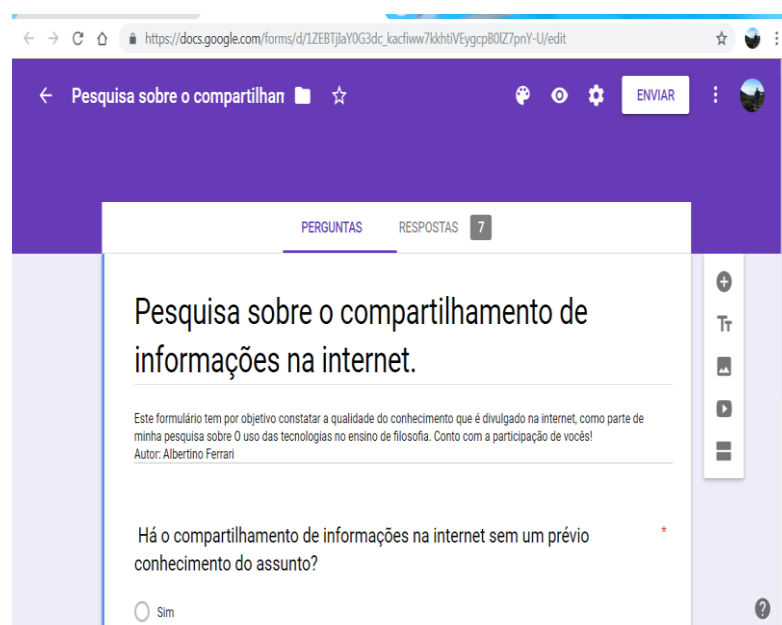 https://docs.google.com/forms/d/1ZEBTjJaY0G3dc_kacfiww7kkhtiVEygcpB0lZ7pnY-U/edit
Pesquisa sobre o compartilhan
ENVIAR
PERGUNTAS RESPOSTAS 7
Pesquisa sobre o compartilhamento de
informações na internet.
Este formulário tem por objetivo constatar a qualidade do conhecimento que é divulgado na internet, como parte de
minha pesquisa sobre O uso das tecnologias no ensino de filosofia. Conto com a participação de vocês!
Autor: Albertino Ferrari
Há o compartilhamento de informações na internet sem um prévio *
conhecimento do assunto?
Sim